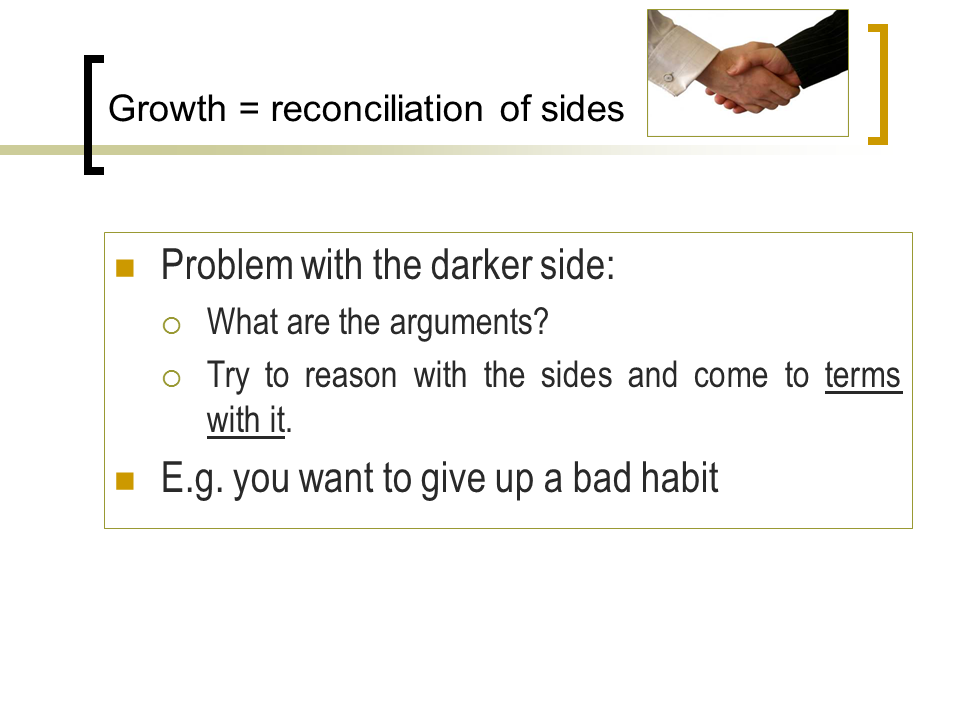 Growth = reconciliation of sides
Problem with the darker side:
What are the arguments?
Try to reason with the sides and come to terms
with it.
E.g. you want to give up a bad habit